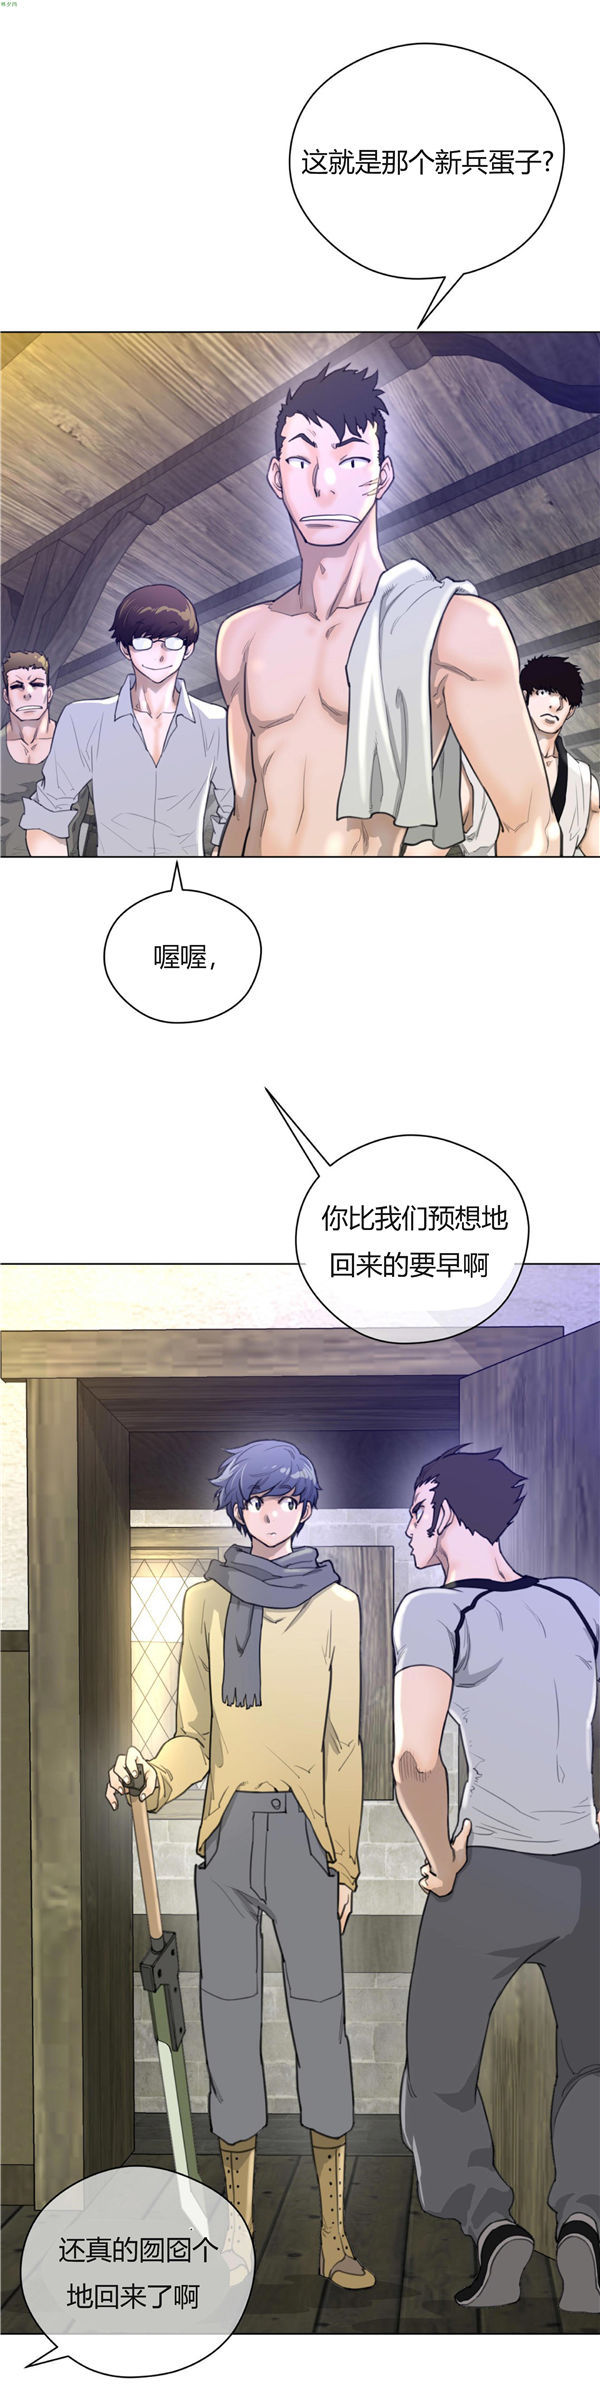 这就是那个新兵蛋子?
喔喔,
你比我们预想地
回来的要早啊
还真的囫囵个
地回来了啊